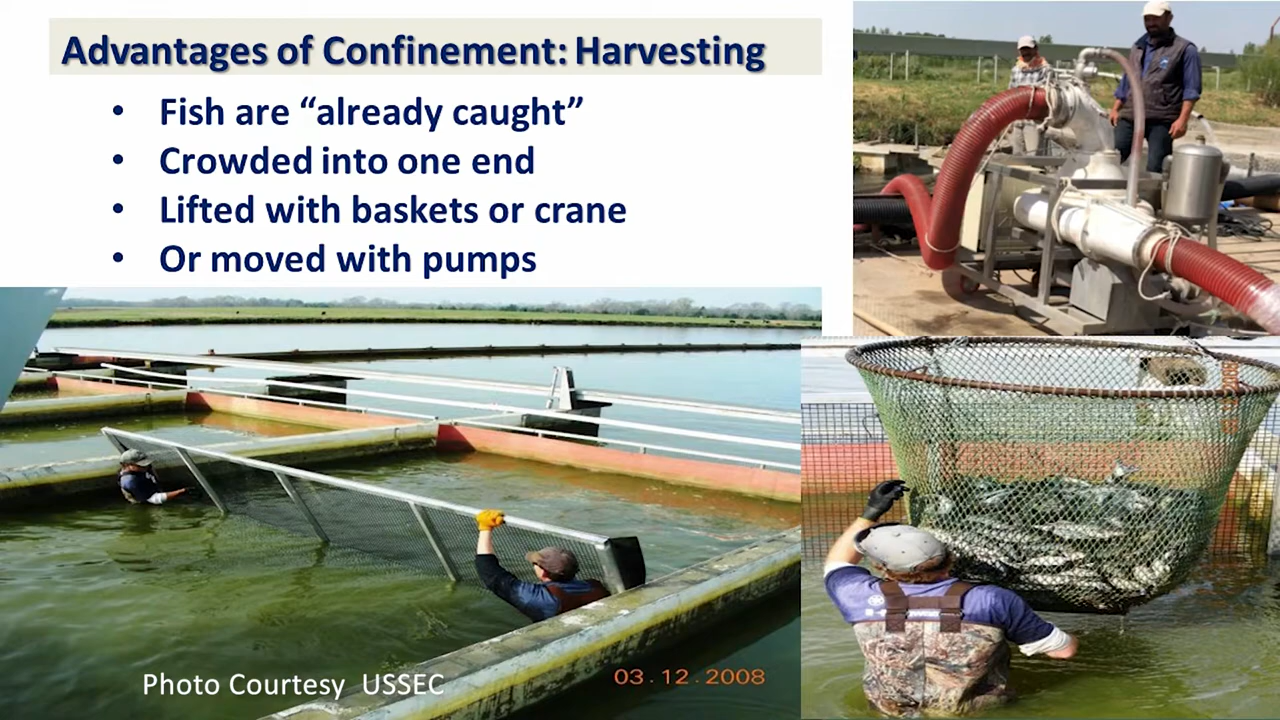 Advantages of Confinement: Harvesting
• Fish are “already caught”
• Crowded into one end
• Lifted with baskets or crane
• Or moved with pumps
Photo Courtesy USSEC
03.12.2008